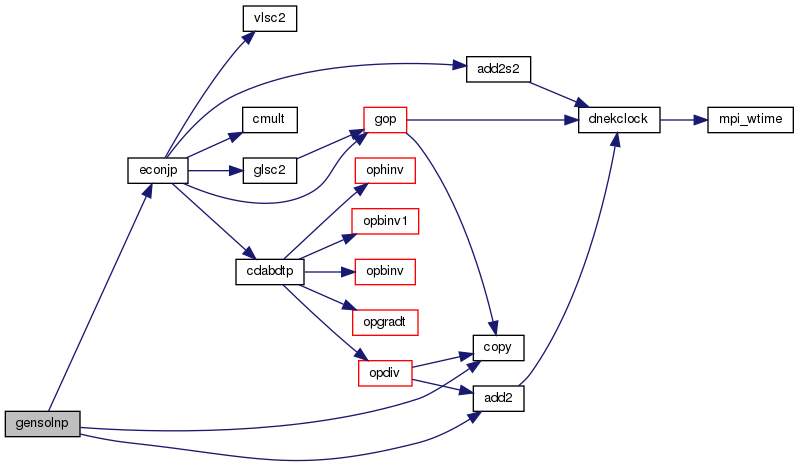 vlsc2
add2s2
cmult
gop
dnekclock
mpi_wtime
econjp
glsc2
ophinv
opbinv1
cdabdtp
opbinv
opgradt
copy
opdiv
add2
gensolnp